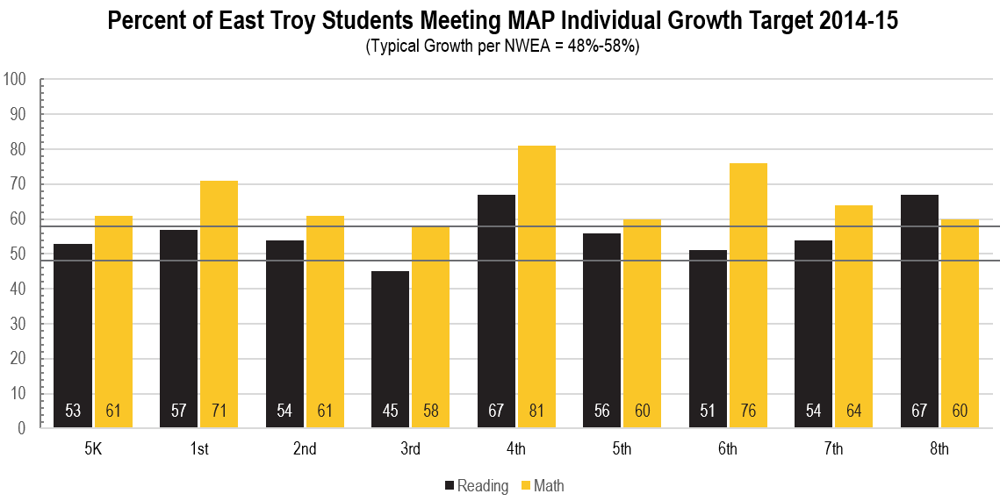 Percent of East Troy Students Meeting MAP Individual Growth Target 2014-15
(Typical Growth per NWEA = 48%-58%)
100
90
80
70
60
50
40
30
20
10
0
53 61 57 71 54 61 45 58 67 81 56 60 51 76 54 64 67 60
5K 1st 2nd 3rd 4th 5th 6th 7th 8th
Reading Math